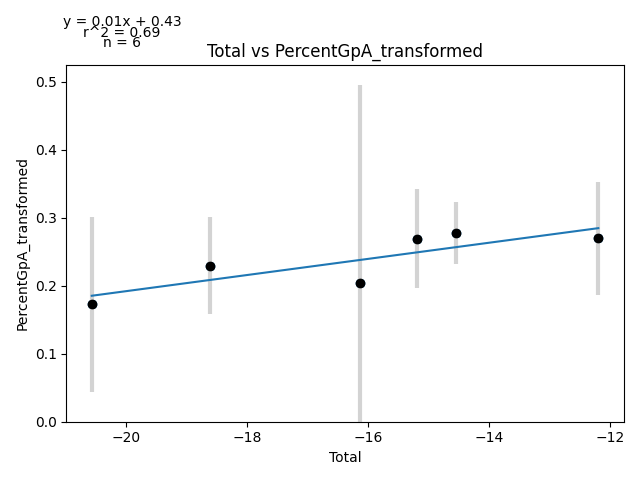 y = 0.01x + 0.43
r^2 = 0.69
n = 6
Total vs PercentGpA_transformed
PercentGpA_transformed
0.5
0.4
0.3
0.2
0.1
0.0
−20
−18
−16
−14
−12
Total